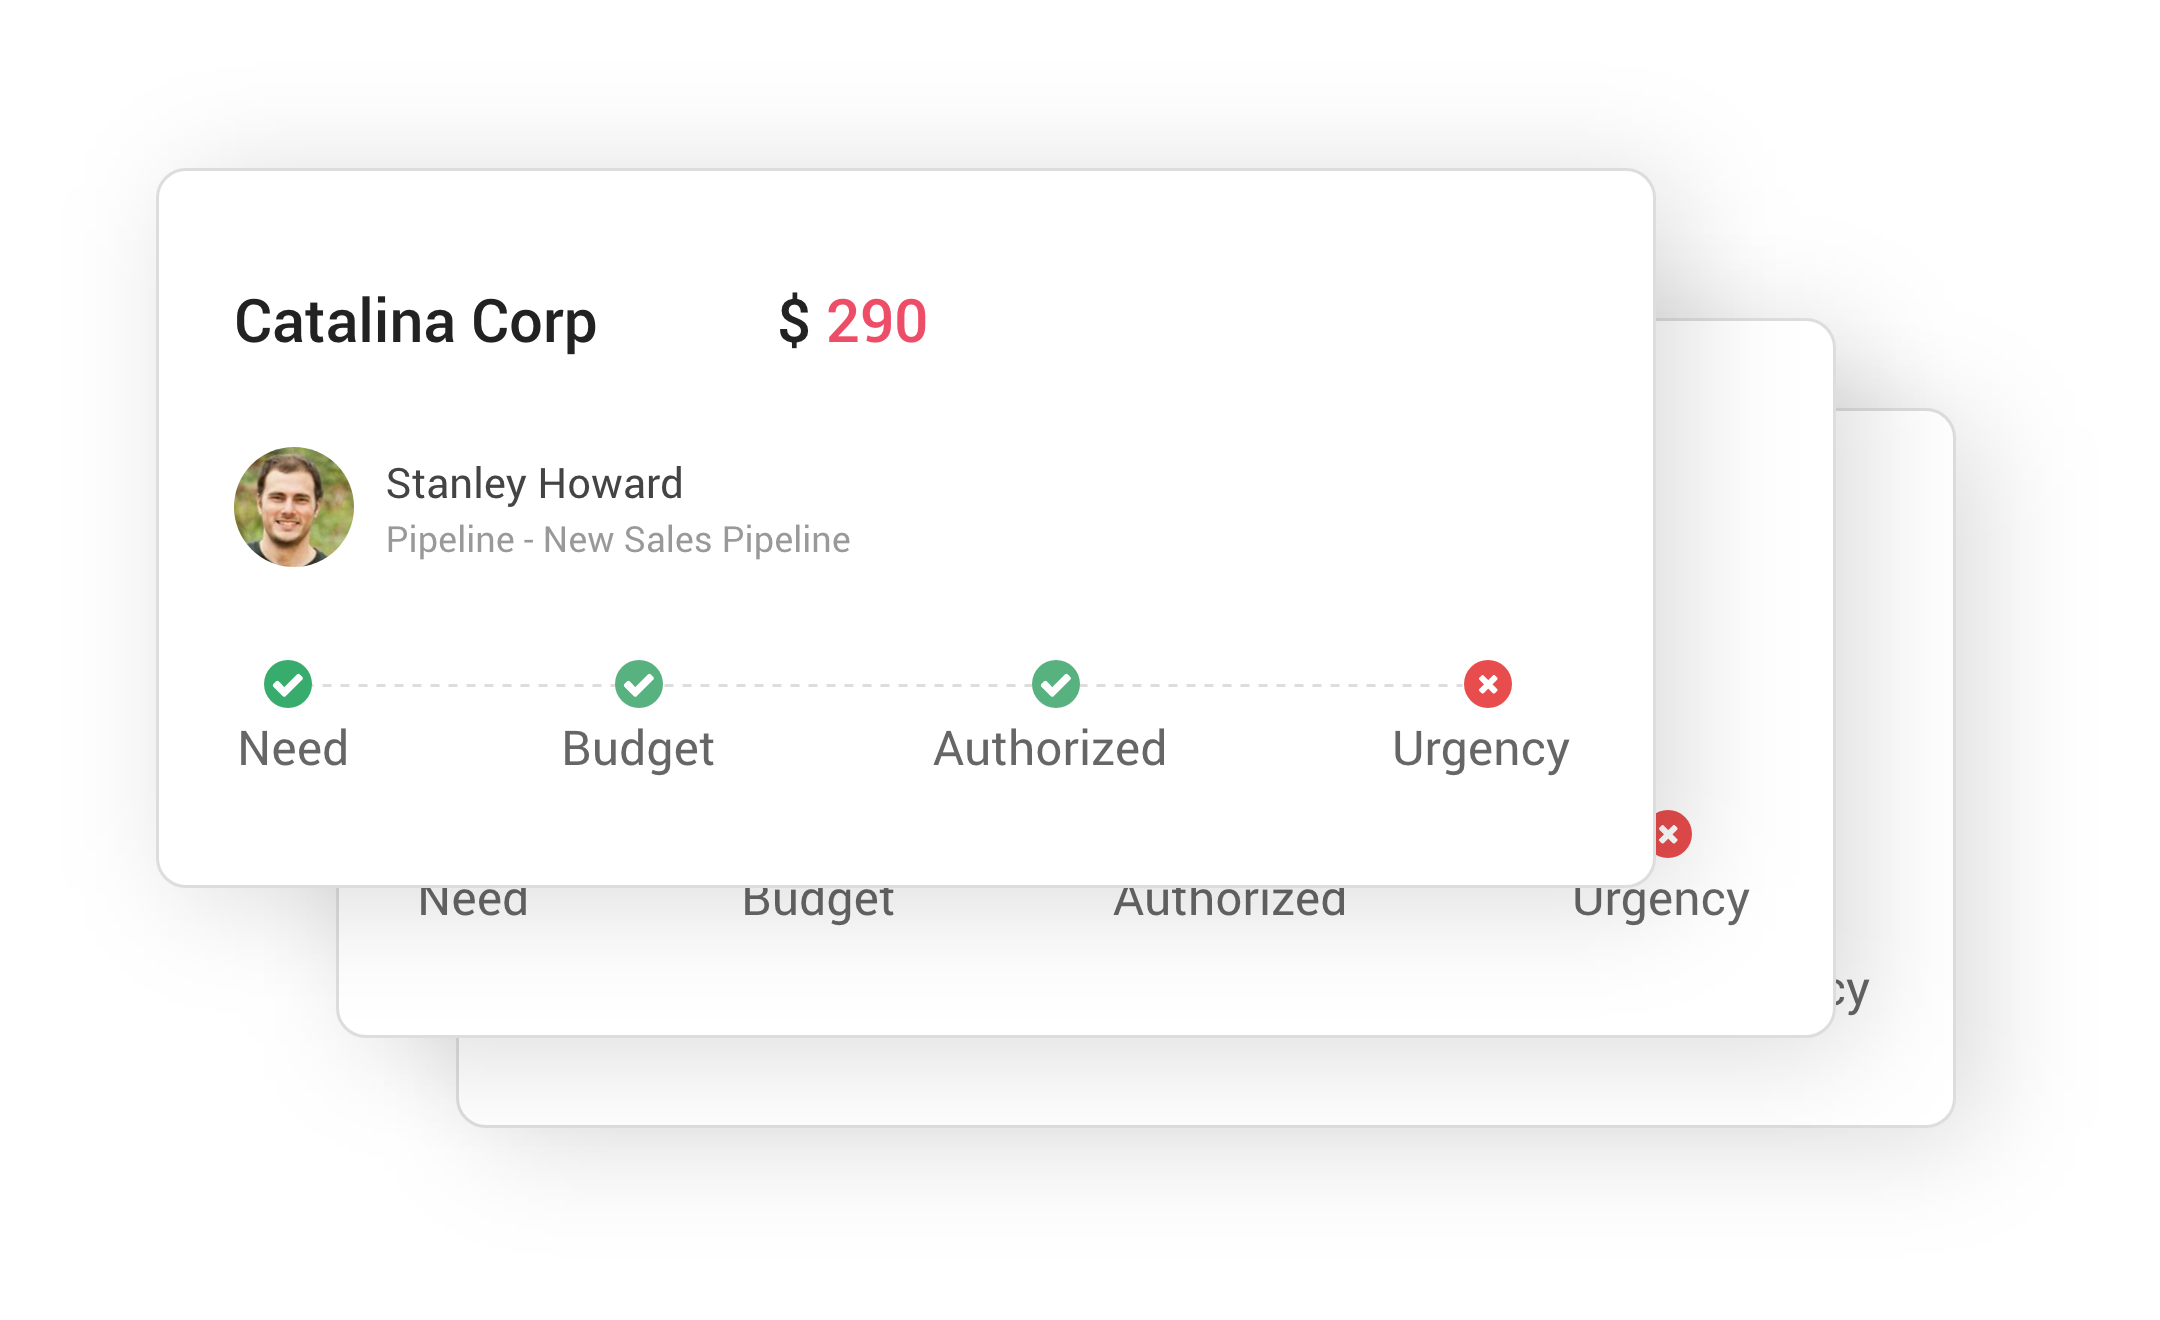 Catalina Corp $ 290
Stanley Howard
Pipeline - New Sales Pipeline
Need Budget Authorized Urgency
Need Budget Authorized Urgency
cy